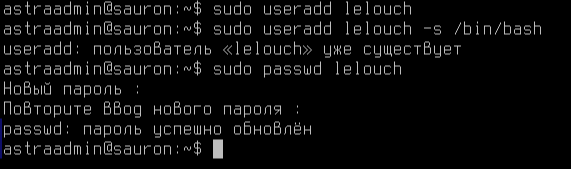 astraadmin@sauron:~$ sudo useradd lelouch
astraadmin@sauron:~$ sudo useradd lelouch -s /bin/bash
useradd: пользователь «lelouch» уже существует
astraadmin@sauron:~$ sudo passwd lelouch
Новый пароль :
Повторите ввод нового пароля :
passwd: пароль успешно обновлён
astraadmin@sauron:~$